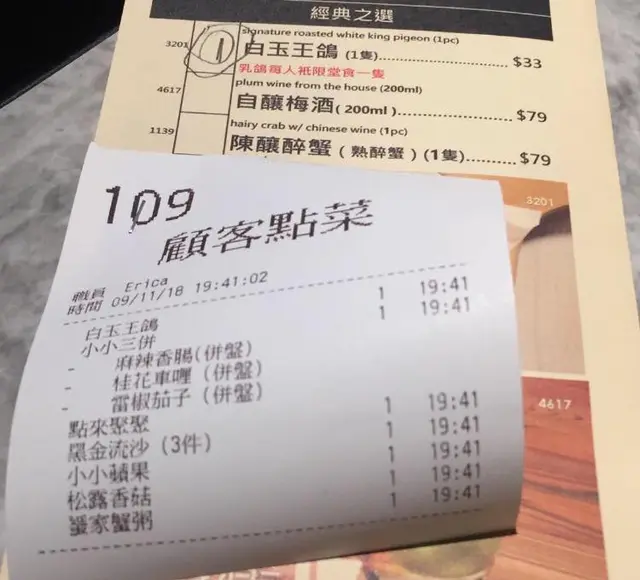 經典之選
signature roasted white king pigeon (1pc)
3201 1 白玉王鴿 (1隻) $33
乳鴿每人祇限堂食一隻
plum wine from the house (200ml)
4617 自釀梅酒 (200ml) $79
hairy crab w/ chinese wine (1pc)
1139 陳釀醉蟹 (熟醉蟹) (1隻) $79
3201
4617
109
顧客點菜
職員 Erica
時間 09/11/18 19:41:02
白玉王鴿 1 19:41
小小三併 1 19:41
- 麻辣香腸(併盤)
- 桂花車喱 (併盤)
- 雷椒茄子 (併盤)
點來聚聚 1 19:41
黑金流沙 (3件) 1 19:41
小小蘋果 1 19:41
松露香菇 1 19:41
家蟹粥 1 19:41